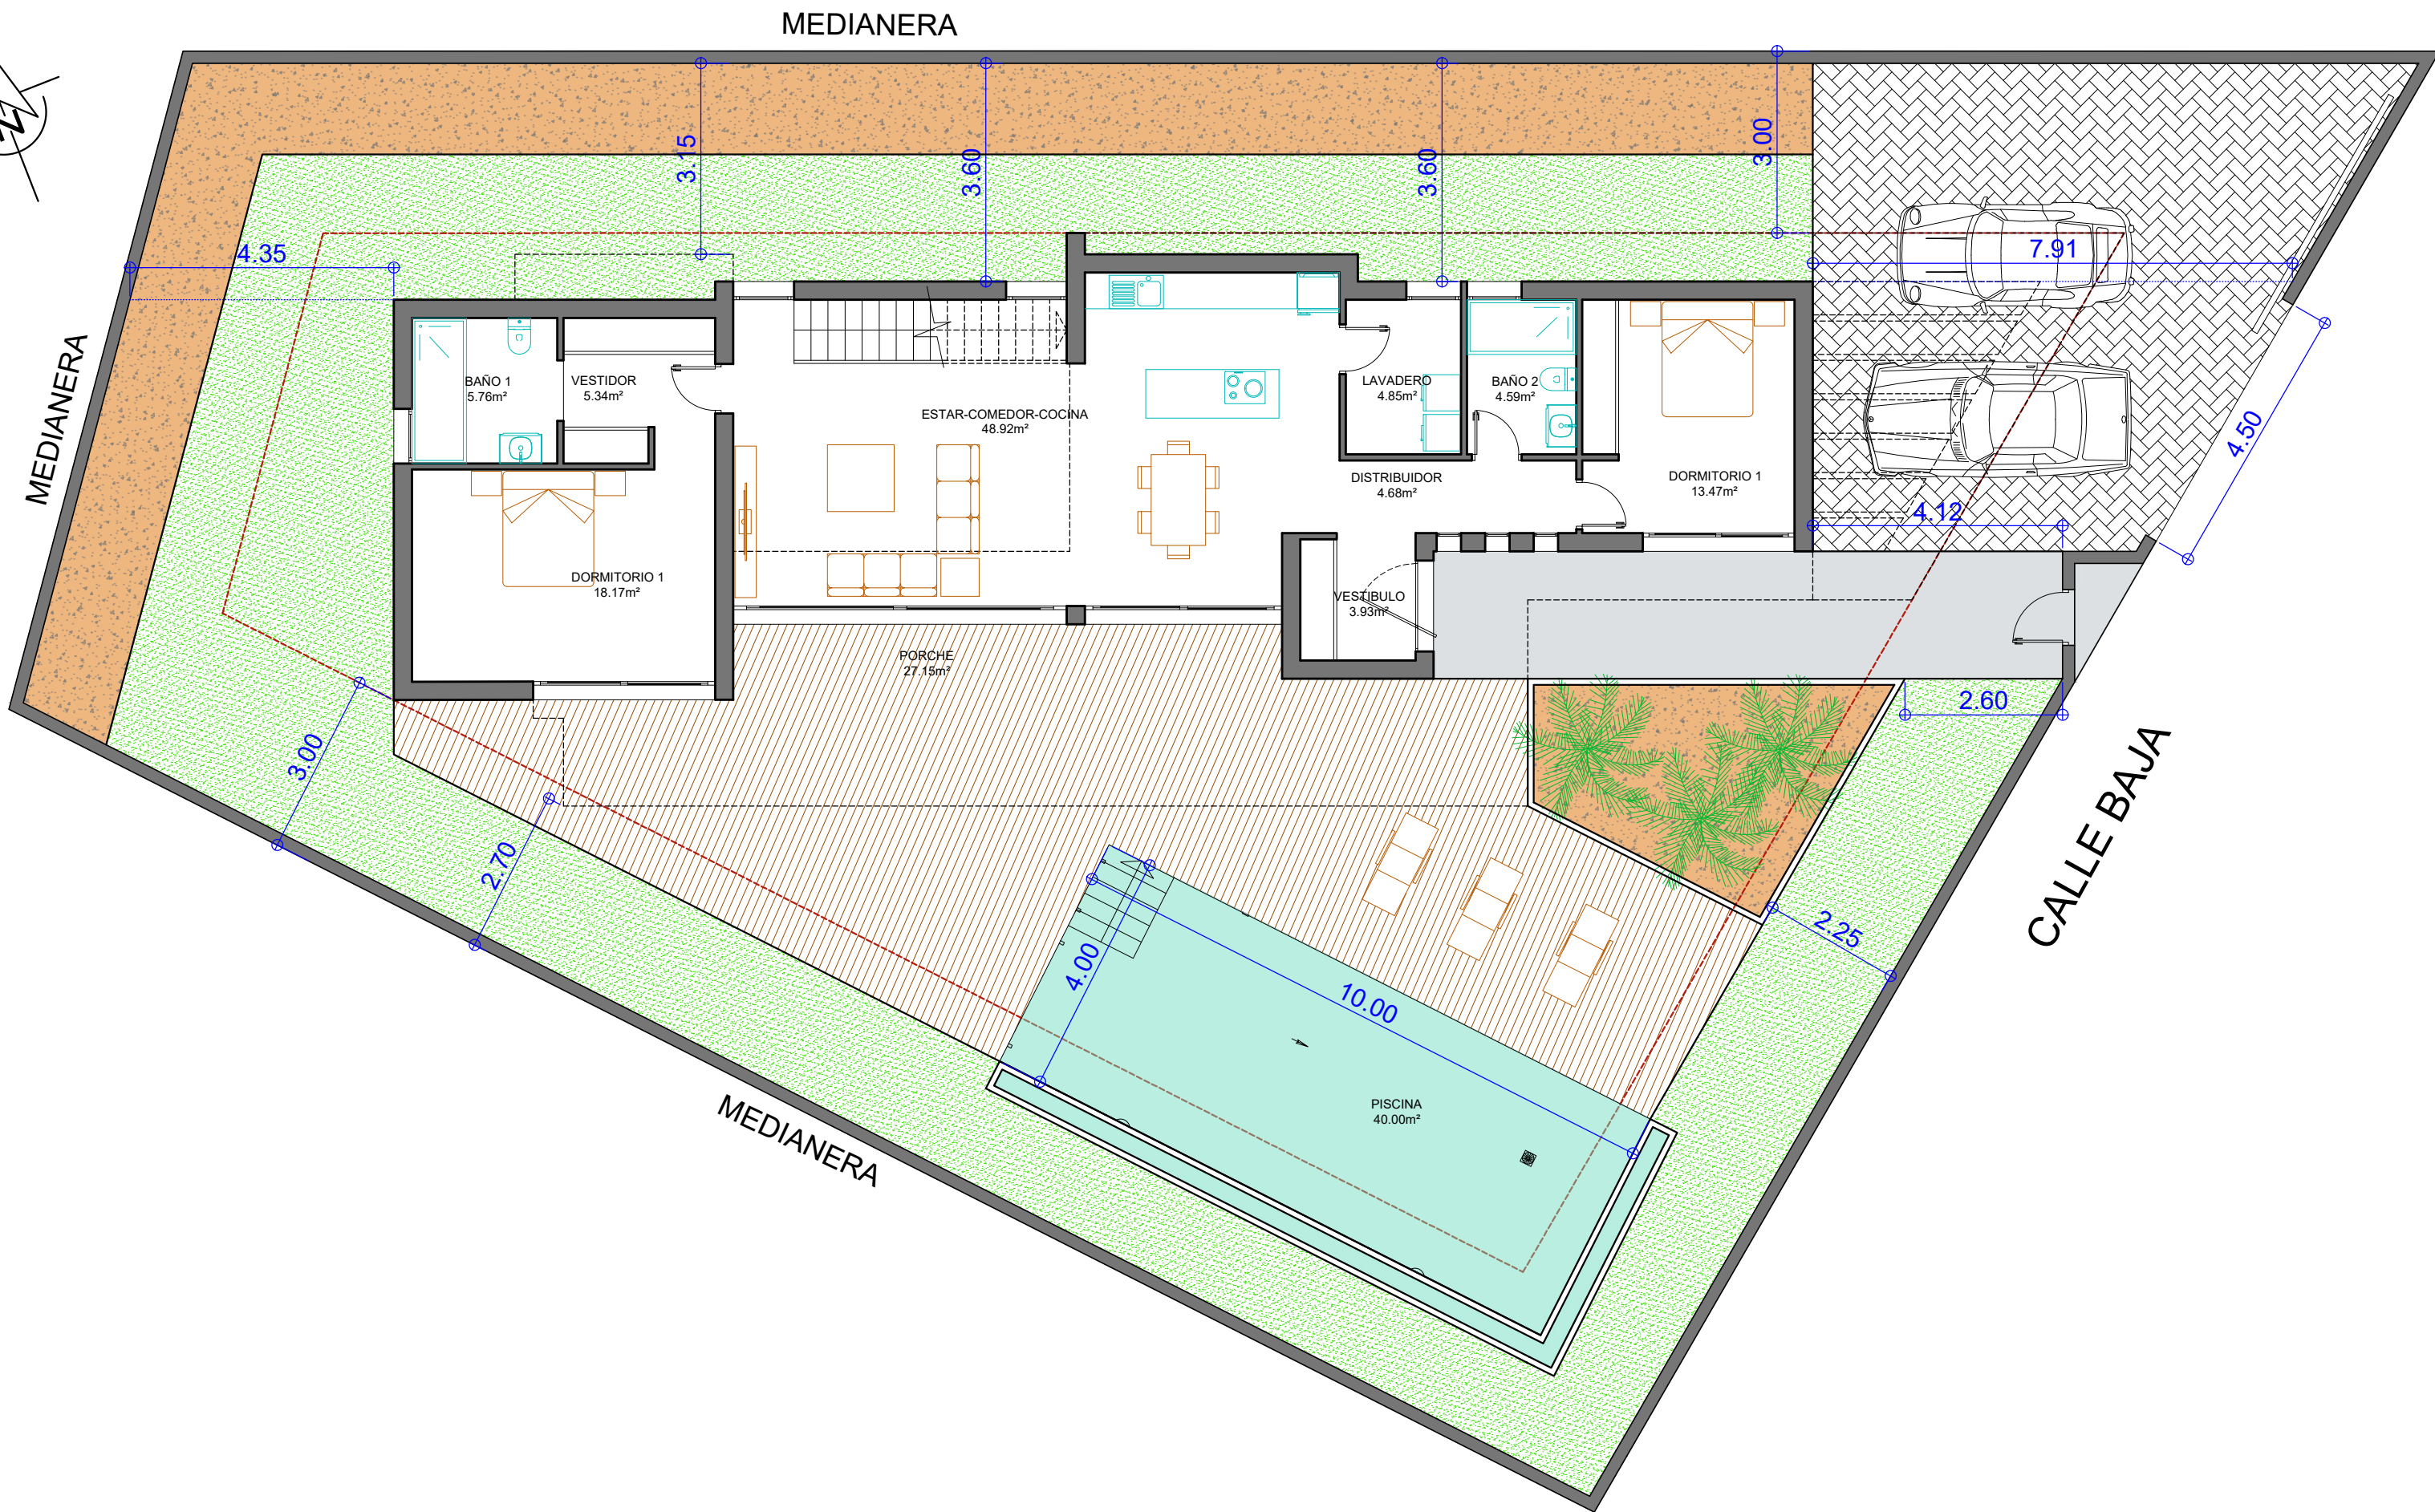 MEDIANERA
3.15
3.60
3.60
3.00
4.35
7.91
MEDIANERA
BAÑO 1
5.76m²
VESTIDOR
5.34m²
ESTAR-COMEDOR-COCINA
48.92m²
LAVADERO
4.85m²
BAÑO 2
4.59m²
4.50
DISTRIBUIDOR
4.68m²
DORMITORIO 1
13.47m²
4.12
DORMITORIO 1
18.17m²
VESTIBULO
3.93m²
PORCHE
27.15m²
2.60
3.00
2.70
CALLE BAJA
2.25
4.00
10.00
PISCINA
40.00m²
MEDIANERA